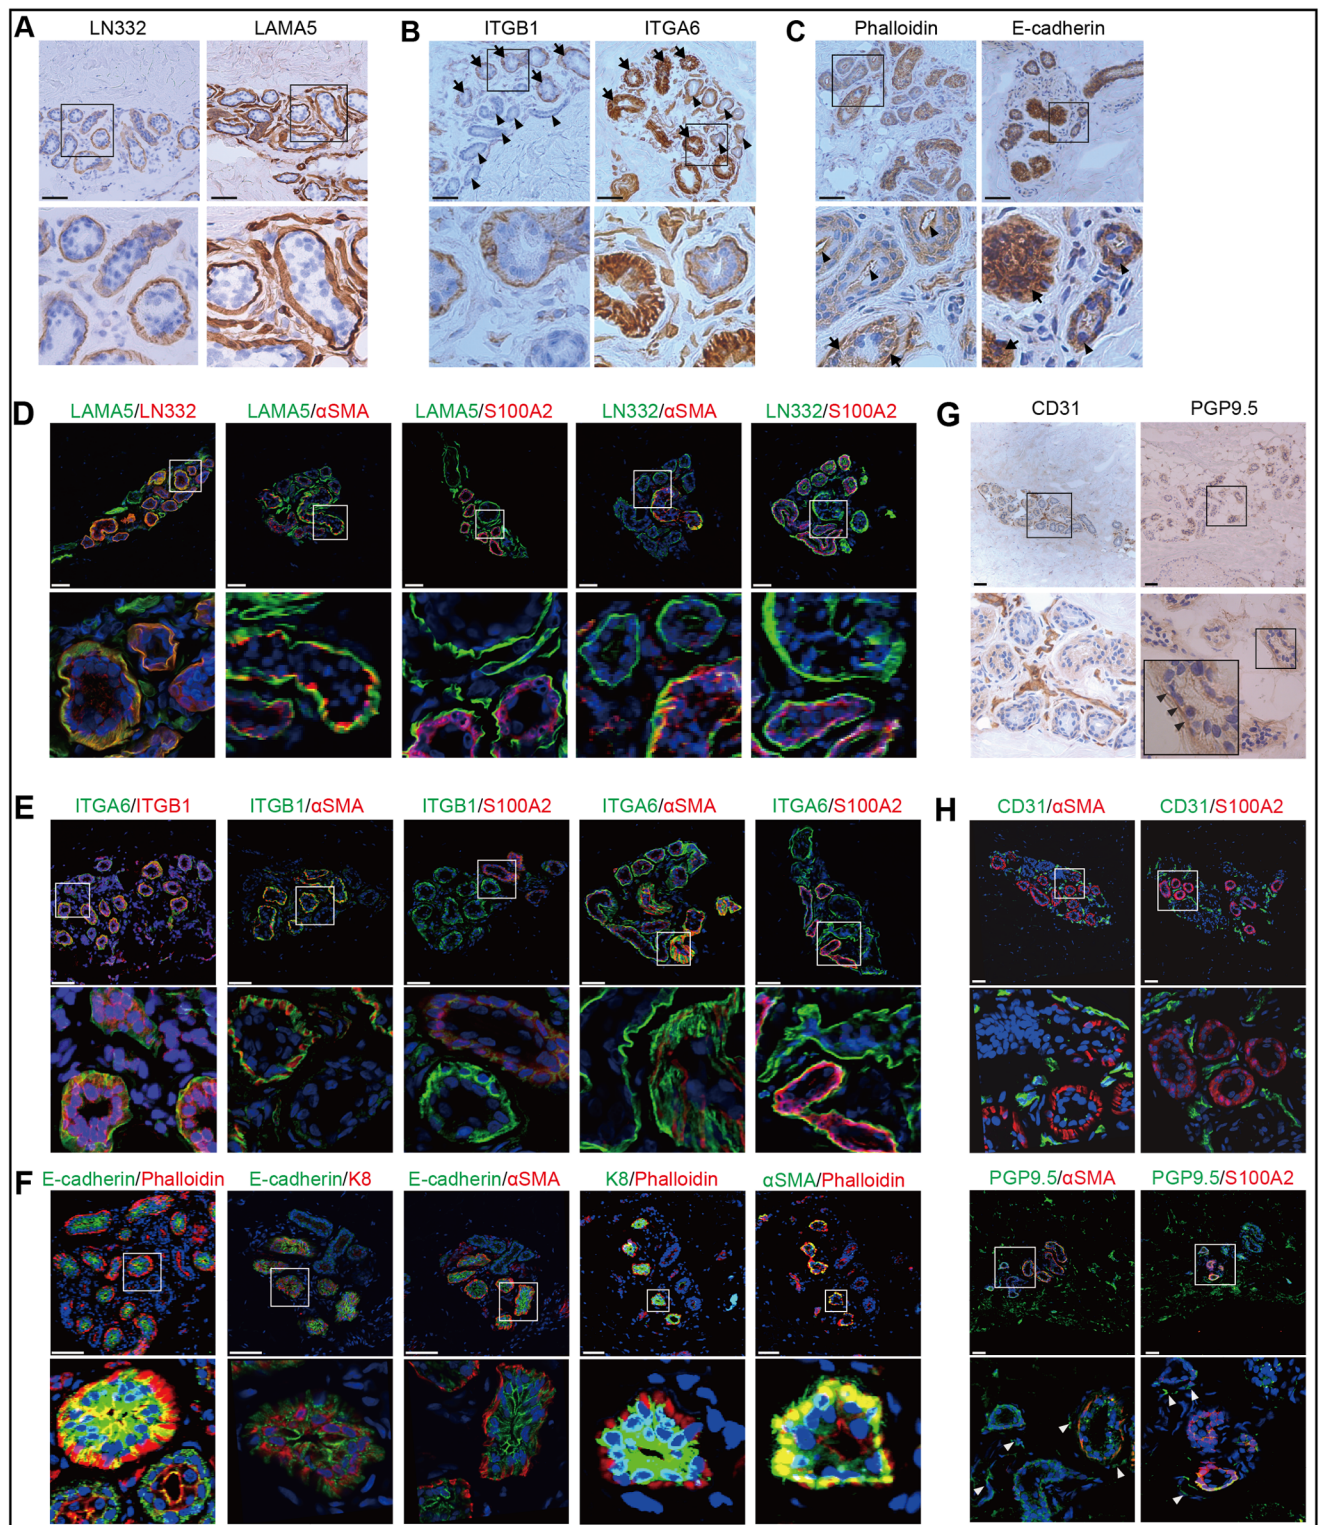 A
LN332 LAMA5
B
ITGB1 ITGA6
C
Phalloidin E-cadherin
D
LAMA5/LN332 LAMA5/αSMA LAMA5/S100A2 LN332/αSMA LN332/S100A2
G
CD31 PGP9.5
E
ITGA6/ITGB1 ITGB1/αSMA ITGB1/S100A2 ITGA6/αSMA ITGA6/S100A2
H
CD31/αSMA CD31/S100A2
F
E-cadherin/Phalloidin E-cadherin/K8 E-cadherin/αSMA K8/Phalloidin αSMA/Phalloidin
PGP9.5/αSMA PGP9.5/S100A2